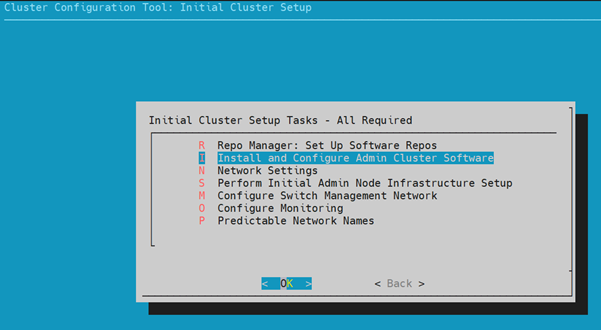 Cluster Configuration Tool: Initial Cluster Setup
Initial Cluster Setup Tasks - All Required
R Repo Manager: Set Up Software Repos
I Install and Configure Admin Cluster Software
N Network Settings
S Perform Initial Admin Node Infrastructure Setup
M Configure Switch Management Network
O Configure Monitoring
P Predictable Network Names
< OK > < Back >